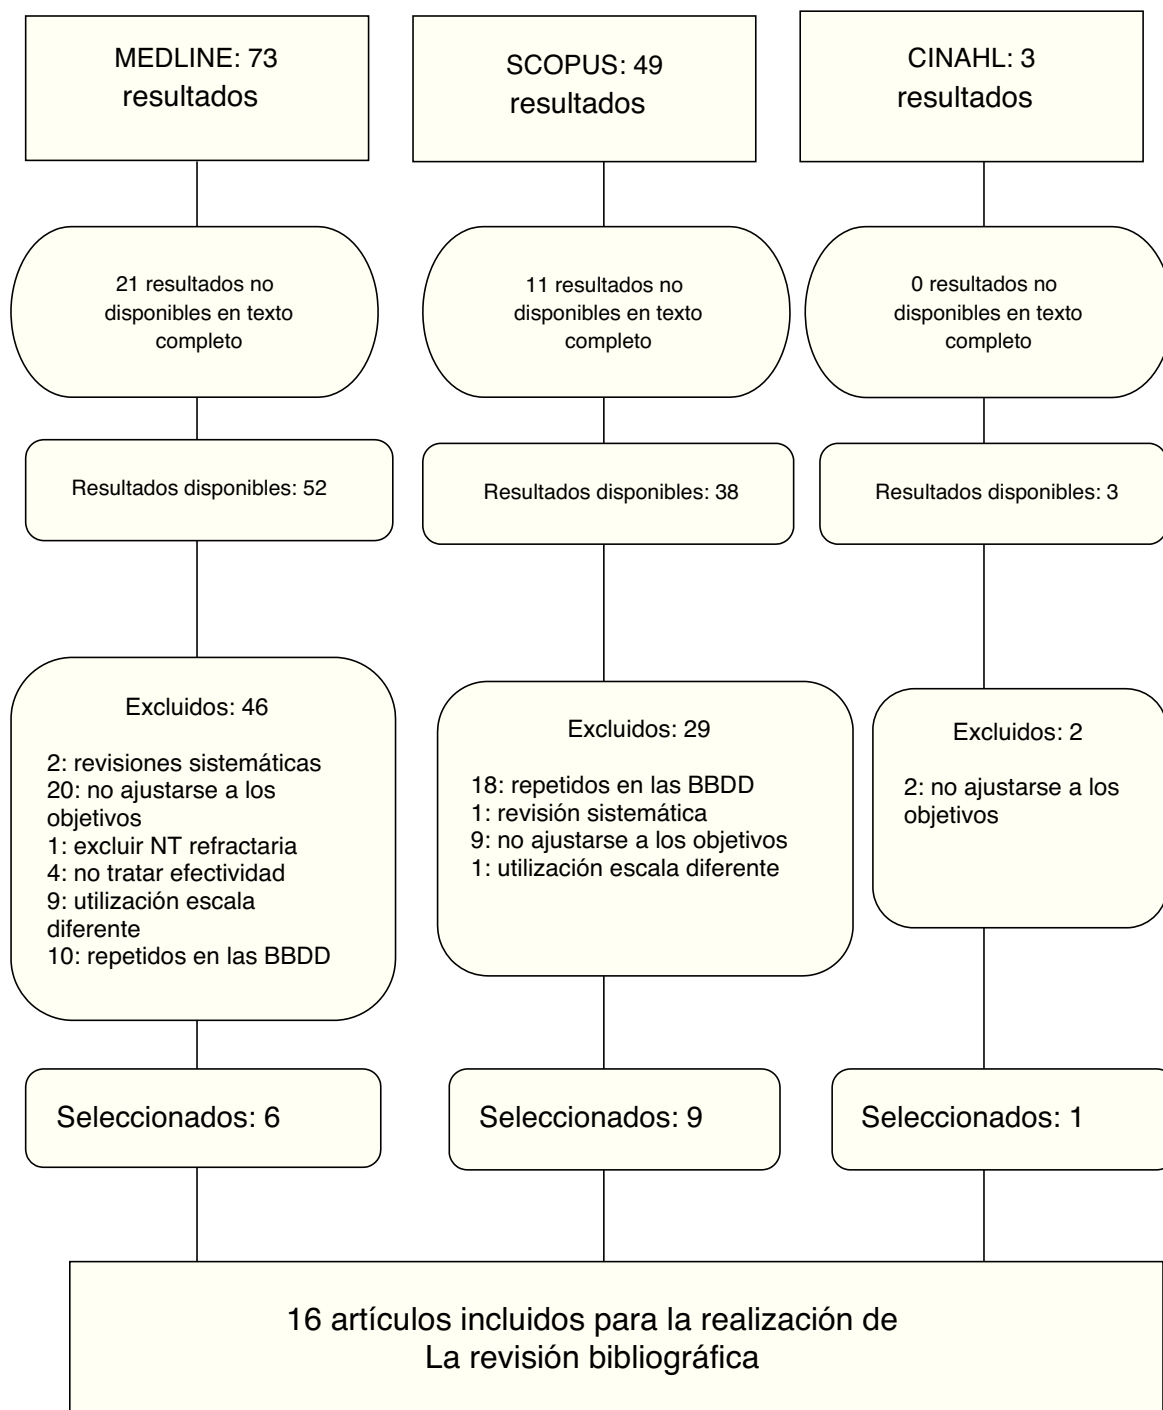 MEDLINE: 73
resultados
SCOPUS: 49
resultados
CINAHL: 3
resultados
21 resultados no
disponibles en texto
completo
11 resultados no
disponibles en texto
completo
0 resultados no
disponibles en texto
completo
Resultados disponibles: 52
Resultados disponibles: 38
Resultados disponibles: 3
Excluidos: 46
2: revisiones sistemáticas
20: no ajustarse a los
objetivos
1: excluir NT refractaria
4: no tratar efectividad
9: utilización escala
diferente
10: repetidos en las BBDD
Excluidos: 29
18: repetidos en las BBDD
1: revisión sistemática
9: no ajustarse a los objetivos
1: utilización escala diferente
Excluidos: 2
2: no ajustarse a los
objetivos
Seleccionados: 6
Seleccionados: 9
Seleccionados: 1
16 artículos incluidos para la realización de
La revisión bibliográfica